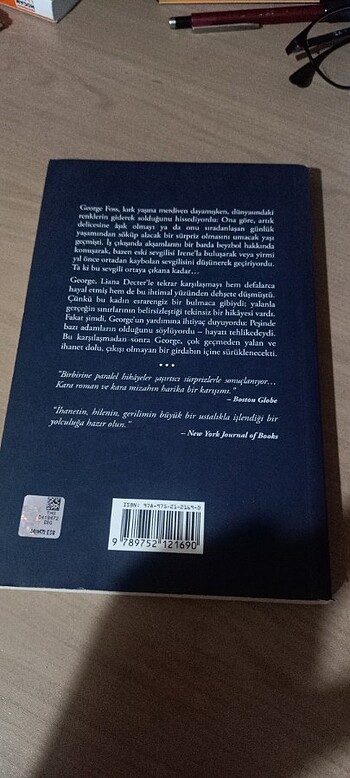 George Foss, kırk yaşına merdiven dayamışken, dünyasındaki
renklerin giderek solduğunu hissediyordu: Ona göre, artık
delicesine âşık olmayı ya da onu sıradanlaşan günlük
yaşamından söküp alacak bir sürpriz olmasını umacak yaşı
geçmişti. İş çıkışında akşamlarını bir barda beyzbol hakkında
konuşarak, bazen eski sevgilisi Irene'la buluşarak veya yirmi
yıl önce ortadan kaybolan sevgilisini düşünerek geçiriyordu.
Ta ki bu sevgili ortaya çıkana kadar...
George, Liana Decter'le tekrar karşılaşmayı hem defalarca
hayal etmiş hem de bu ihtimal yüzünden dehşete düşmüştü.
Çünkü bu kadın esrarengiz bir bulmaca gibiydi; yalanla
gerçeğin sınırlarının belirsizleştiği tekinsiz bir hikâyesi vardı.
Fakat şimdi, George'un yardımına ihtiyaç duyuyordu: Peşinde
bazı adamların olduğunu söylüyordu – hayatı tehlikedeydi.
Bu karşılaşmadan sonra George, çok geçmeden yalan ve
ihanet dolu, çıkışı olmayan bir girdabın içine sürüklenecekti.
•••
"Birbirine paralel hikâyeler şaşırtıcı sürprizlerle sonuçlanıyor...
Kara roman ve kara mizahın harika bir karışımı."
– Boston Globe
"İhanetin, hilenin, gerilimin büyük bir ustalıkla işlendiği bir
yolculuğa hazır olun."
– New York Journal of Books
ISBN: 978-975-21-2169-0
9 789752 121690